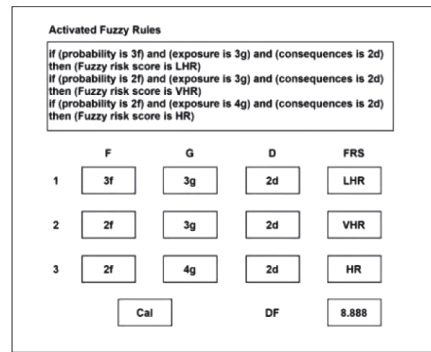 Activated Fuzzy Rules
if (probability is 3f) and (exposure is 3g) and (consequences is 2d)
then (Fuzzy risk score is LHR)
if (probability is 2f) and (exposure is 3g) and (consequences is 2d)
then (Fuzzy risk score is VHR)
if (probability is 2f) and (exposure is 4g) and (consequences is 2d)
then (Fuzzy risk score is HR)
F G D FRS
1 3f 3g 2d LHR
2 2f 3g 2d VHR
3 2f 4g 2d HR
Cal DF 8.888